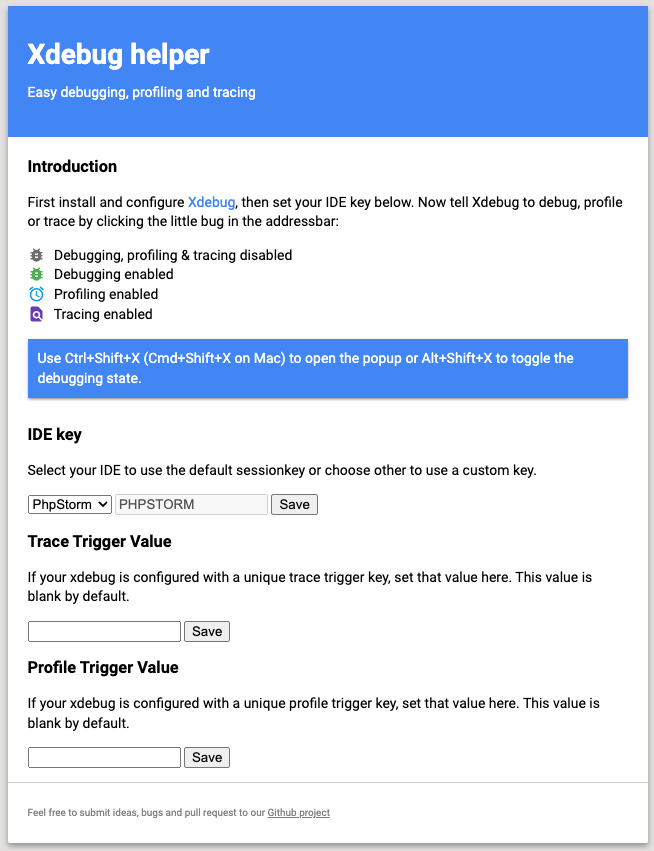 Xdebug helper
Easy debugging, profiling and tracing
Introduction
First install and configure Xdebug, then set your IDE key below. Now tell Xdebug to debug, profile
or trace by clicking the little bug in the addressbar:
Debugging, profiling & tracing disabled
Debugging enabled
Profiling enabled
Tracing enabled
Use Ctrl+Shift+X (Cmd+Shift+X on Mac) to open the popup or Alt+Shift+X to toggle the
debugging state.
IDE key
Select your IDE to use the default sessionkey or choose other to use a custom key.
PhpStorm PHPSTORM Save
Trace Trigger Value
If your xdebug is configured with a unique trace trigger key, set that value here. This value is
blank by default.
Save
Profile Trigger Value
If your xdebug is configured with a unique profile trigger key, set that value here. This value is
blank by default.
Save
Feel free to submit ideas, bugs and pull request to our Github project